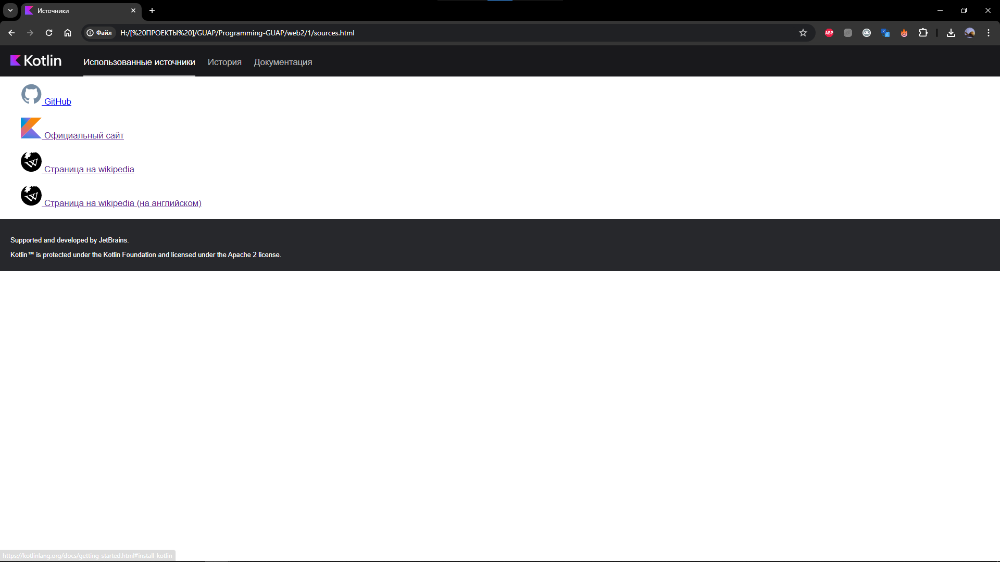 Источники
Файл
H:/[%20ПРОЕКТЫ%20]/GUAP/Programming-GUAP/web2/1/sources.html
ABP
Kotlin
Использованные источники История Документация
GitHub
Официальный сайт
W
Страница на wikipedia
W
Страница на wikipedia (на английском)
Supported and developed by JetBrains.
Kotlin™ is protected under the Kotlin Foundation and licensed under the Apache 2 license.
https://kotlinlang.org/docs/getting-started.html#install-kotlin